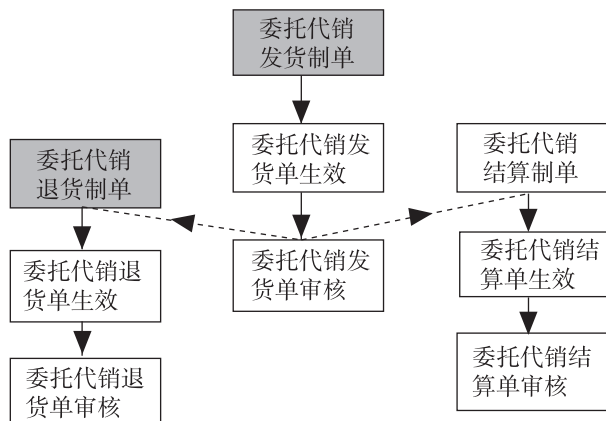 委托代销
发货制单
委托代销
退货制单
委托代销发
货单生效
委托代销
结算制单
委托代销退
货单生效
委托代销发
货单审核
委托代销结
算单生效
委托代销退
货单审核
委托代销结
算单审核